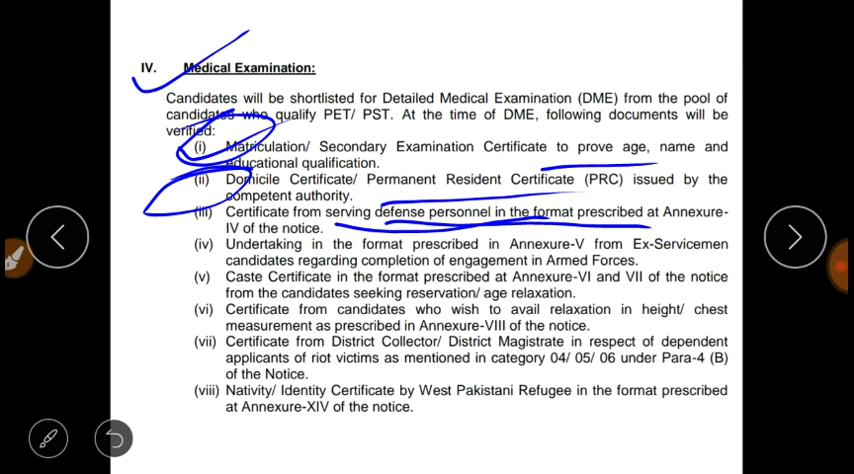 IV. Medical Examination:
Candidates will be shortlisted for Detailed Medical Examination (DME) from the pool of
candidates who qualify PET/ PST. At the time of DME, following documents will be
verified:
(i) Matriculation/ Secondary Examination Certificate to prove age, name and
educational qualification.
(ii) Domicile Certificate/ Permanent Resident Certificate (PRC) issued by the
competent authority.
(iii) Certificate from serving defense personnel in the format prescribed at Annexure-
IV of the notice.
(iv) Undertaking in the format prescribed in Annexure-V from Ex-Servicemen
candidates regarding completion of engagement in Armed Forces.
(v) Caste Certificate in the format prescribed at Annexure-VI and VII of the notice
from the candidates seeking reservation/ age relaxation.
(vi) Certificate from candidates who wish to avail relaxation in height/ chest
measurement as prescribed in Annexure-VIII of the notice.
(vii) Certificate from District Collector/ District Magistrate in respect of dependent
applicants of riot victims as mentioned in category 04/ 05/ 06 under Para-4 (B)
of the Notice.
(viii) Nativity/ Identity Certificate by West Pakistani Refugee in the format prescribed
at Annexure-XIV of the notice.